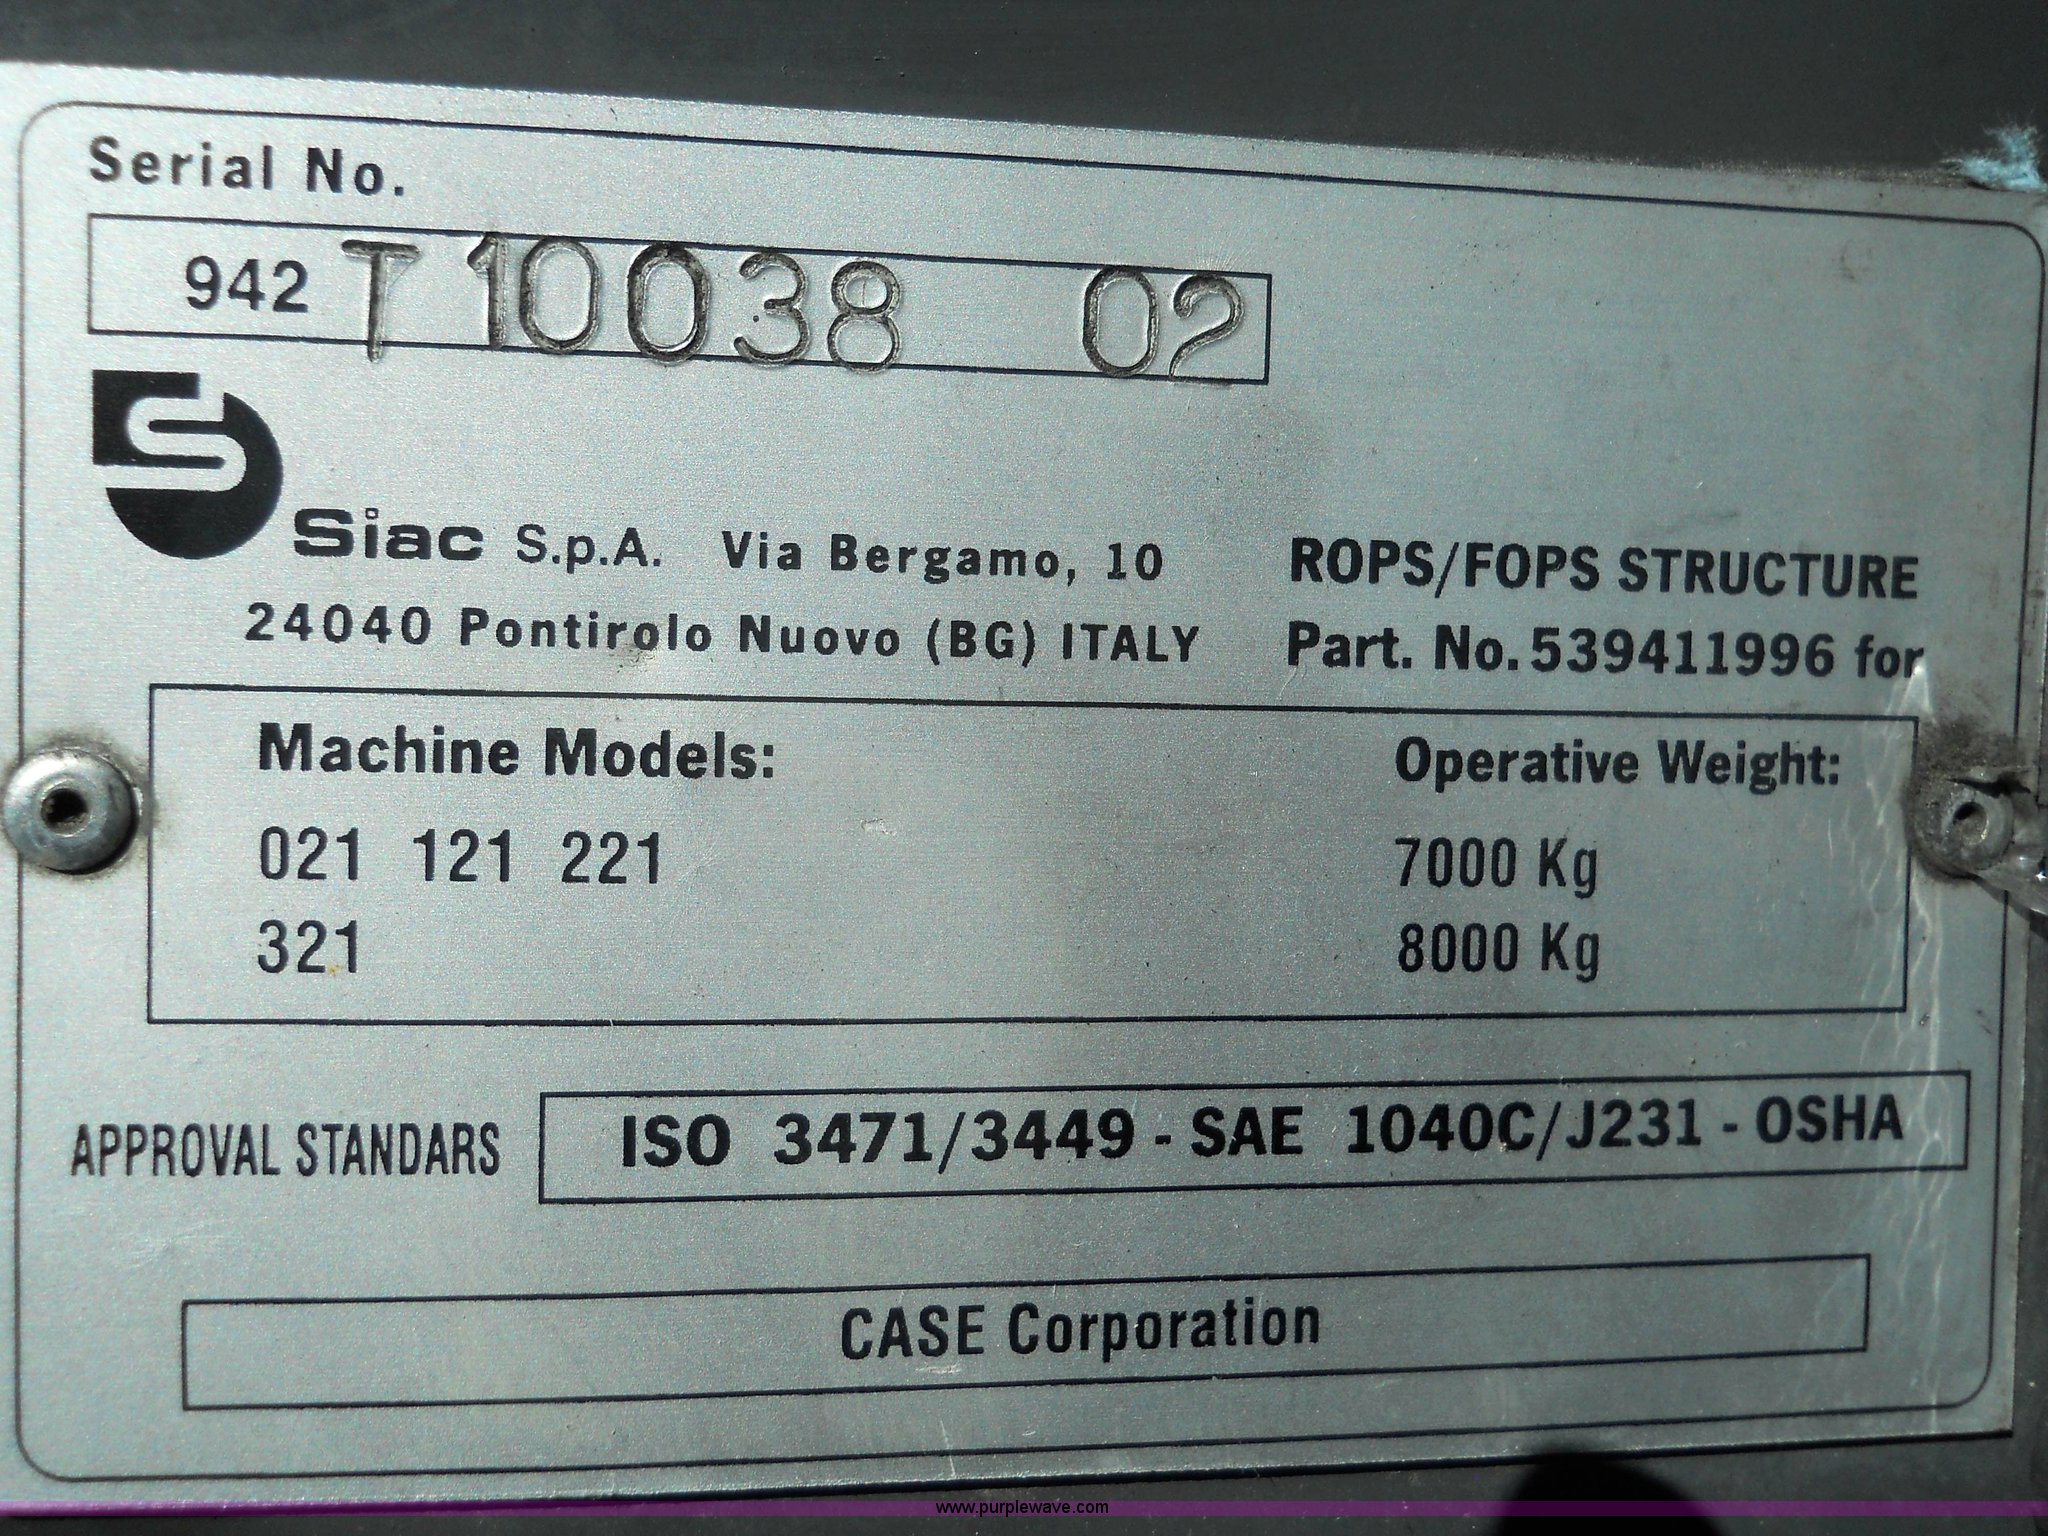 Serial No.
942 T 10038 02
Siac S.p.A. Via Bergamo, 10
24040 Pontirolo Nuovo (BG) ITALY
ROPS/FOPS STRUCTURE
Part. No. 539411996 for
Machine Models: Operative Weight:
021 121 221 7000 Kg
321 8000 Kg
APPROVAL STANDARS ISO 3471/3449 - SAE 1040C/J231 - OSHA
CASE Corporation
www.purplewave.com